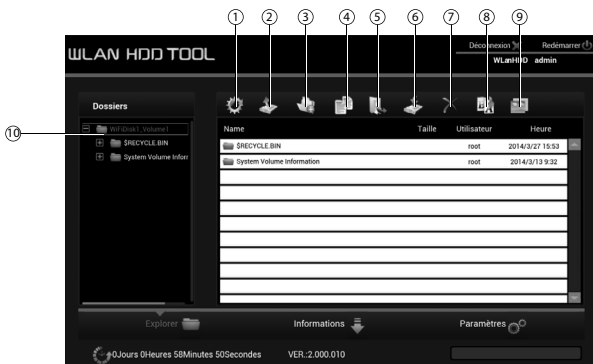 ① ② ③ ④ ⑤ ⑥ ⑦ ⑧ ⑨
Déconnexion Redémarrer
WLAN HDD TOOL
WLanHDD admin
Dossiers
⑩
WiFiDisk1_Volume1
$RECYCLE.BIN
System Volume Inforr
Name Taille Utilisateur Heure
$RECYCLE.BIN root 2014/3/27 15:53
System Volume Information root 2014/3/13 9:32
Explorer Informations Paramètres
0Jours 0Heures 58Minutes 50Secondes VER.:2.000.010